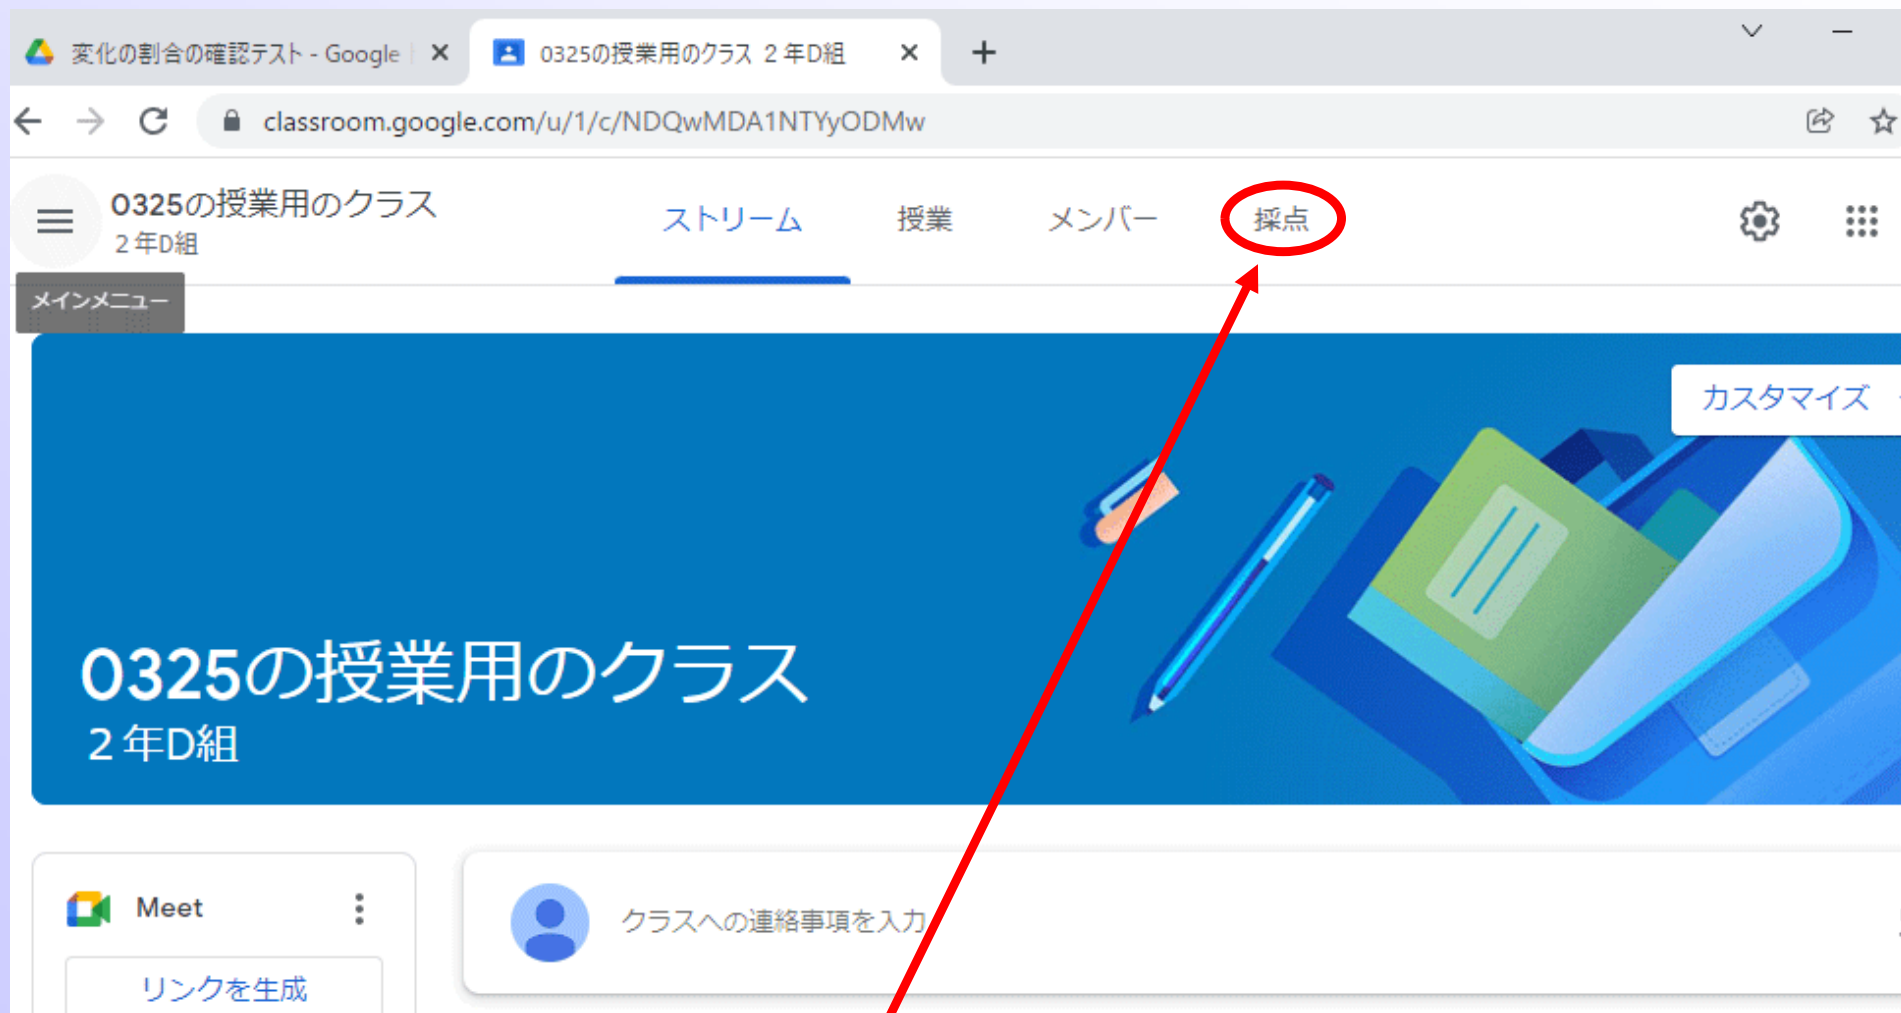 変化の割合の確認テスト - Google
0325の授業用のクラス 2年D組
classroom.google.com/u/1/c/NDQwMDA1NTYyODMw
0325の授業用のクラス
2年D組
ストリーム 授業 メンバー 採点
メインメニュー
カスタマイズ
0325の授業用のクラス
2年D組
Meet
クラスへの連絡事項を入力
リンクを生成